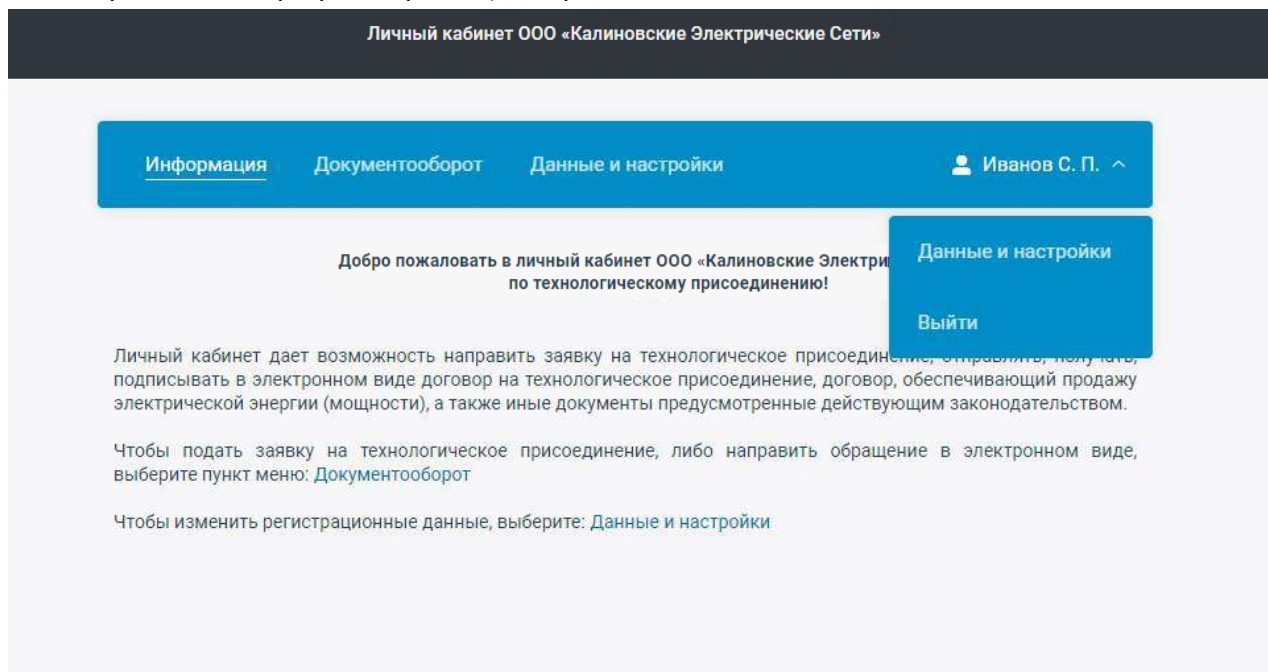 Личный кабинет ООО «Калиновские Электрические Сети»
Информация Документооборот Данные и настройки Иванов С. П.
Данные и настройки
Выйти
Добро пожаловать в личный кабинет ООО «Калиновские Электри
по технологическому присоединению!
Личный кабинет дает возможность направить заявку на технологическое присоединение, отправлять, получать,
подписывать в электронном виде договор на технологическое присоединение, договор, обеспечивающий продажу
электрической энергии (мощности), а также иные документы предусмотренные действующим законодательством.
Чтобы подать заявку на технологическое присоединение, либо направить обращение в электронном виде,
выберите пункт меню: Документооборот
Чтобы изменить регистрационные данные, выберите: Данные и настройки